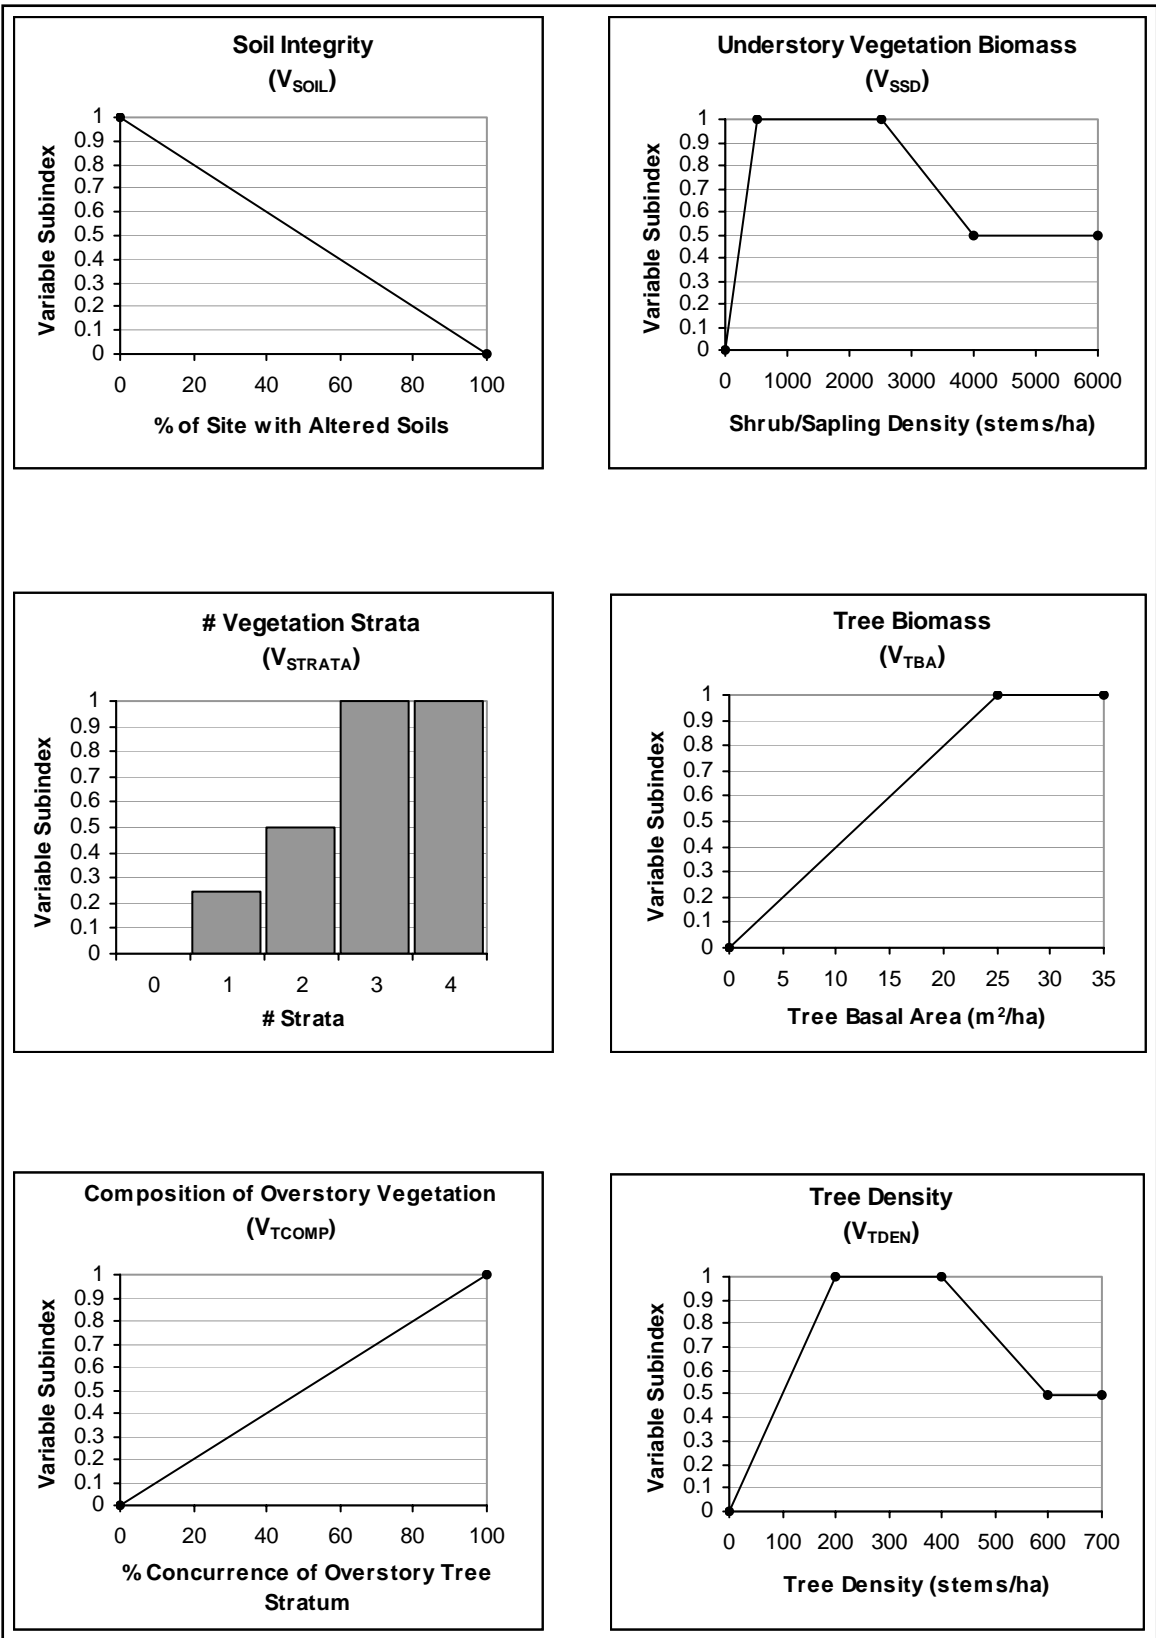 Soil Integrity
(V_SOIL)
1
0.9
0.8
0.7
0.6
0.5
0.4
0.3
0.2
0.1
0
Variable Subindex
0 20 40 60 80 100
% of Site with Altered Soils
Understory Vegetation Biomass
(V_SSD)
1
0.9
0.8
0.7
0.6
0.5
0.4
0.3
0.2
0.1
0
Variable Subindex
0 1000 2000 3000 4000 5000 6000
Shrub/Sapling Density (stems/ha)
# Vegetation Strata
(V_STRATA)
1
0.9
0.8
0.7
0.6
0.5
0.4
0.3
0.2
0.1
0
Variable Subindex
0 1 2 3 4
# Strata
Tree Biomass
(V_TBA)
1
0.9
0.8
0.7
0.6
0.5
0.4
0.3
0.2
0.1
0
Variable Subindex
0 5 10 15 20 25 30 35
Tree Basal Area (m²/ha)
Composition of Overstory Vegetation
(V_TCOMP)
1
0.9
0.8
0.7
0.6
0.5
0.4
0.3
0.2
0.1
0
Variable Subindex
0 20 40 60 80 100
% Concurrence of Overstory Tree
Stratum
Tree Density
(V_TDEN)
1
0.9
0.8
0.7
0.6
0.5
0.4
0.3
0.2
0.1
0
Variable Subindex
0 100 200 300 400 500 600 700
Tree Density (stems/ha)